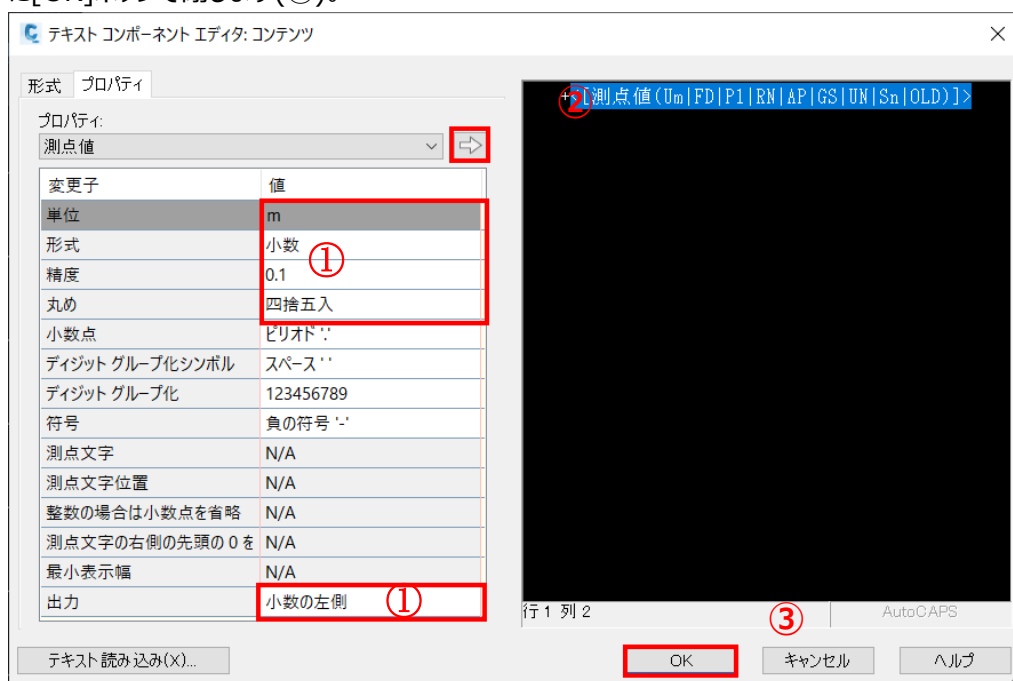 に[OK]ボタンで閉じます(③)。
テキスト コンポーネント エディタ: コンテンツ
形式 プロパティ
プロパティ:
測点値
変更子 値
単位 m
形式 小数
①
精度 0.1
丸め 四捨五入
小数点 ピリオド '.'
ディジット グループ化シンボル スペース ' '
ディジット グループ化 123456789
符号 負の符号 '-'
測点文字 N/A
測点文字位置 N/A
整数の場合は小数点を省略 N/A
測点文字の右側の先頭の 0 を N/A
最小表示幅 N/A
出力 小数の左側 ①
+<[測点値(Um|FD|P1|RN|AP|GS|UN|Sn|OLD)]>
②
行 1 列 2
③
AutoCAPS
テキスト読み込み(X)...
OK
キャンセル
ヘルプ